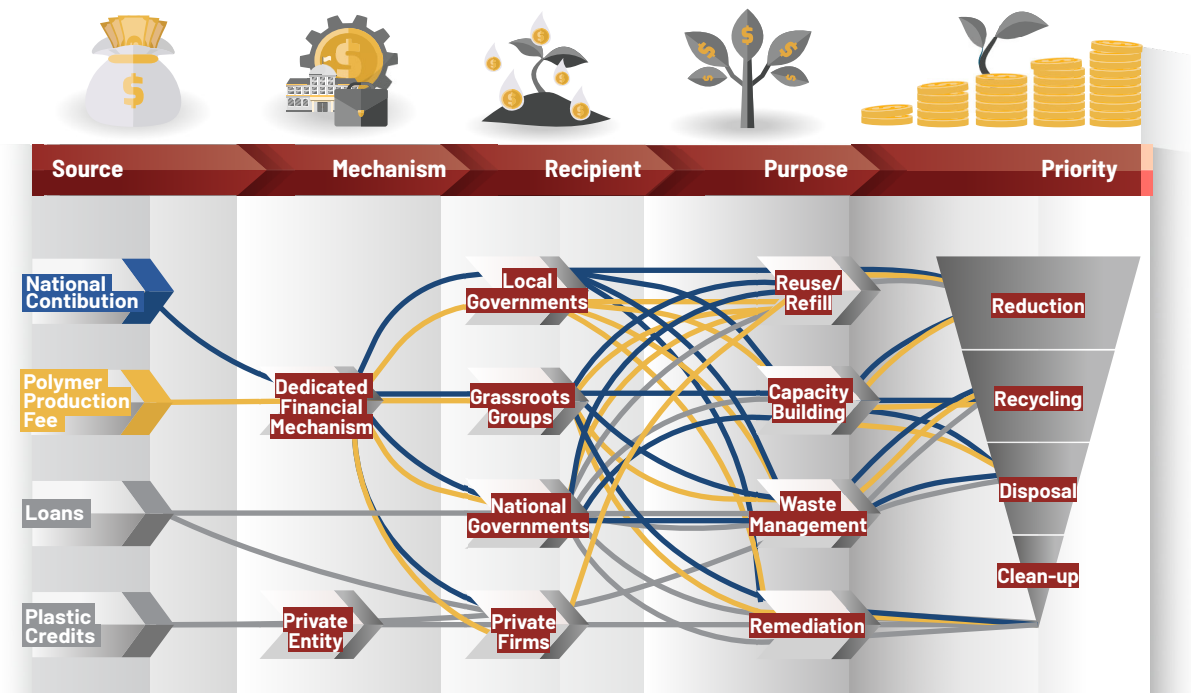 $
$
$
$
$
$
$
$
$
$
$
$
Source
Mechanism
Recipient
Purpose
Priority
National
Contibution
Polymer
Production
Fee
Loans
Plastic
Credits
Dedicated
Financial
Mechanism
Private
Entity
Local
Governments
Grassroots
Groups
National
Governments
Private
Firms
Reuse/
Refill
Capacity
Building
Waste
Management
Remediation
Reduction
Recycling
Disposal
Clean-up